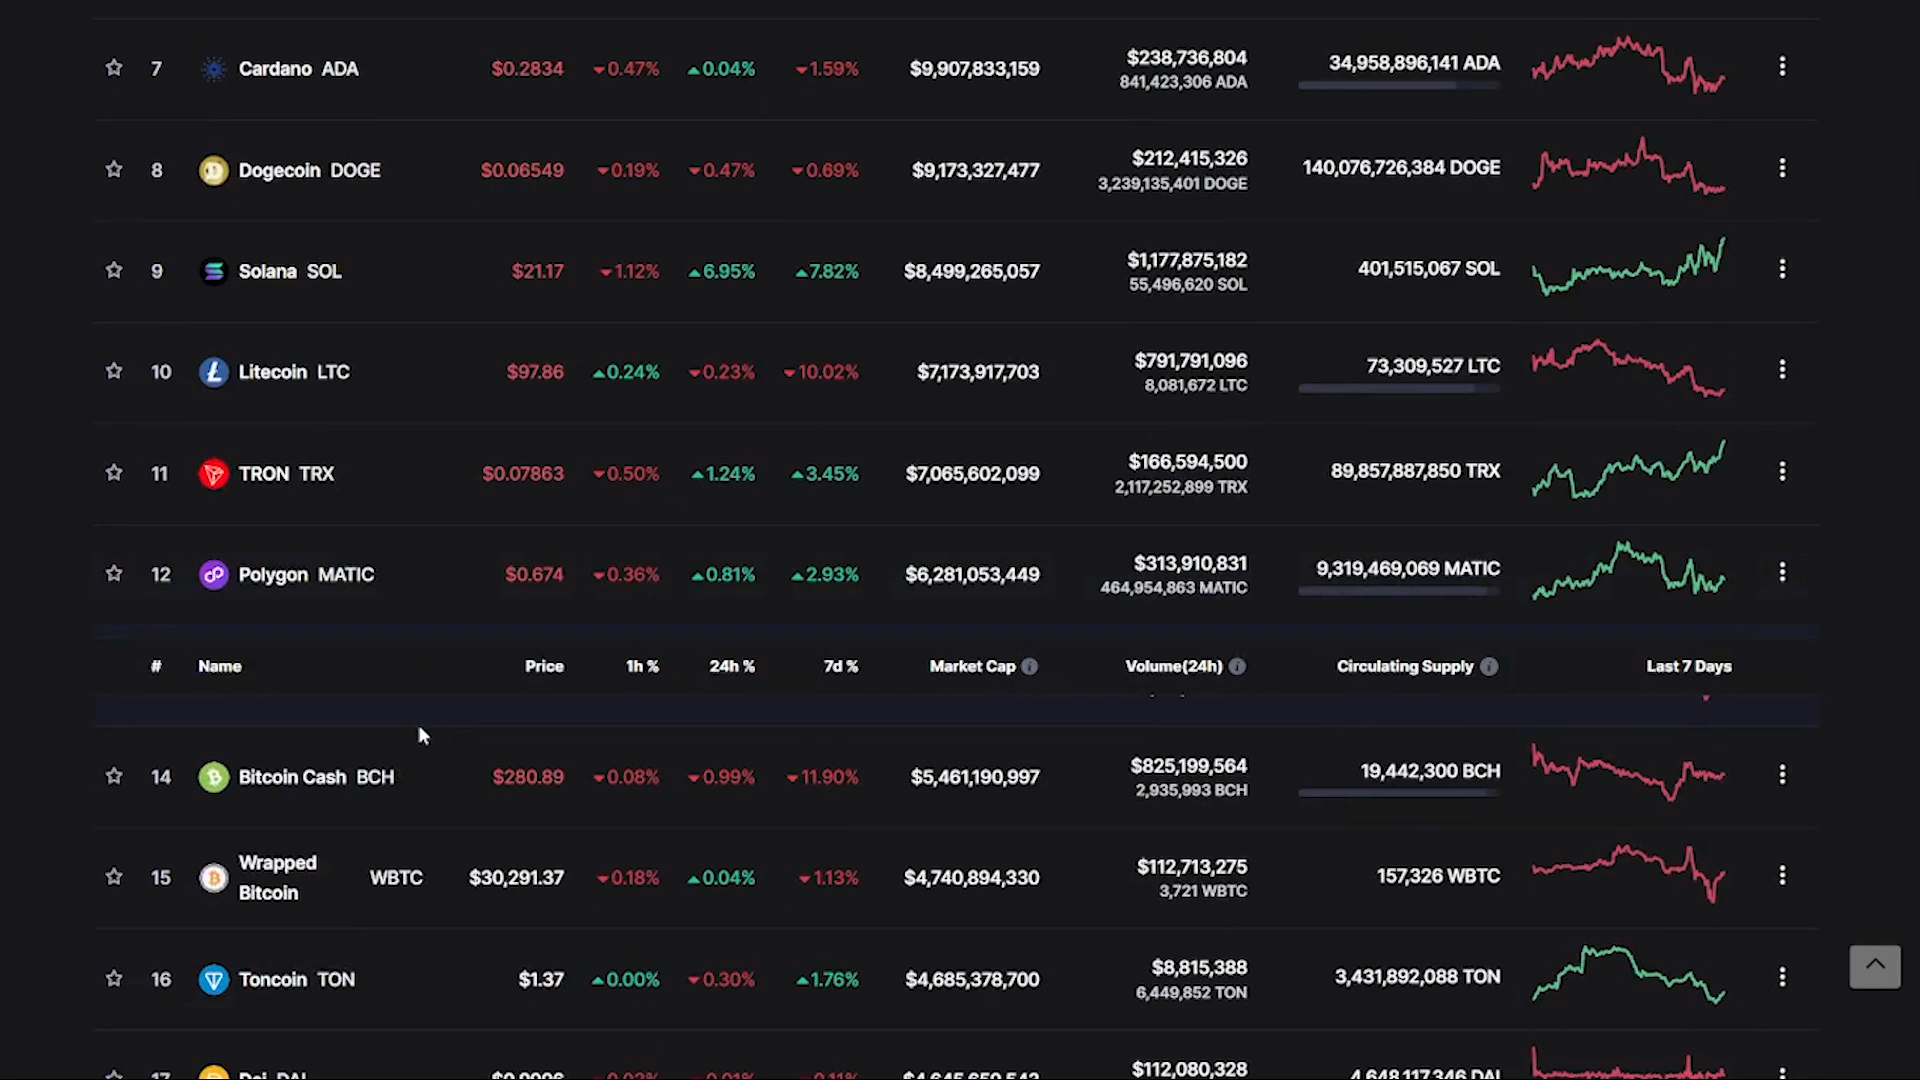 7 Cardano ADA $0.2834 0.47% 0.04% 1.59% $9,907,833,159 $238,736,804 34,958,896,141 ADA
841,423,306 ADA
8 Dogecoin DOGE $0.06549 0.19% 0.47% 0.69% $9,173,327,477 $212,415,326 140,076,726,384 DOGE
3,239,135,401 DOGE
9 Solana SOL $21.17 1.12% 6.95% 7.82% $8,499,265,057 $1,177,875,182 401,515,067 SOL
55,496,620 SOL
10 Litecoin LTC $97.86 0.24% 0.23% 10.02% $7,173,917,703 $791,791,096 73,309,527 LTC
8,081,672 LTC
11 TRON TRX $0.07863 0.50% 1.24% 3.45% $7,065,602,099 $166,594,500 89,857,887,850 TRX
2,117,252,899 TRX
12 Polygon MATIC $0.674 0.36% 0.81% 2.93% $6,281,053,449 $313,910,831 9,319,469,069 MATIC
464,954,863 MATIC
# Name Price 1h % 24h % 7d % Market Cap Volume(24h) Circulating Supply Last 7 Days
14 Bitcoin Cash BCH $280.89 0.08% 0.99% 11.90% $5,461,190,997 $825,199,564 19,442,300 BCH
2,935,993 BCH
15 Wrapped Bitcoin WBTC $30,291.37 0.18% 0.04% 1.13% $4,740,894,330 $112,713,275 157,326 WBTC
3,721 WBTC
16 Toncoin TON $1.37 0.00% 0.30% 1.76% $4,685,378,700 $8,815,388 3,431,892,088 TON
6,449,852 TON
17 Dai DAI $112,080,328